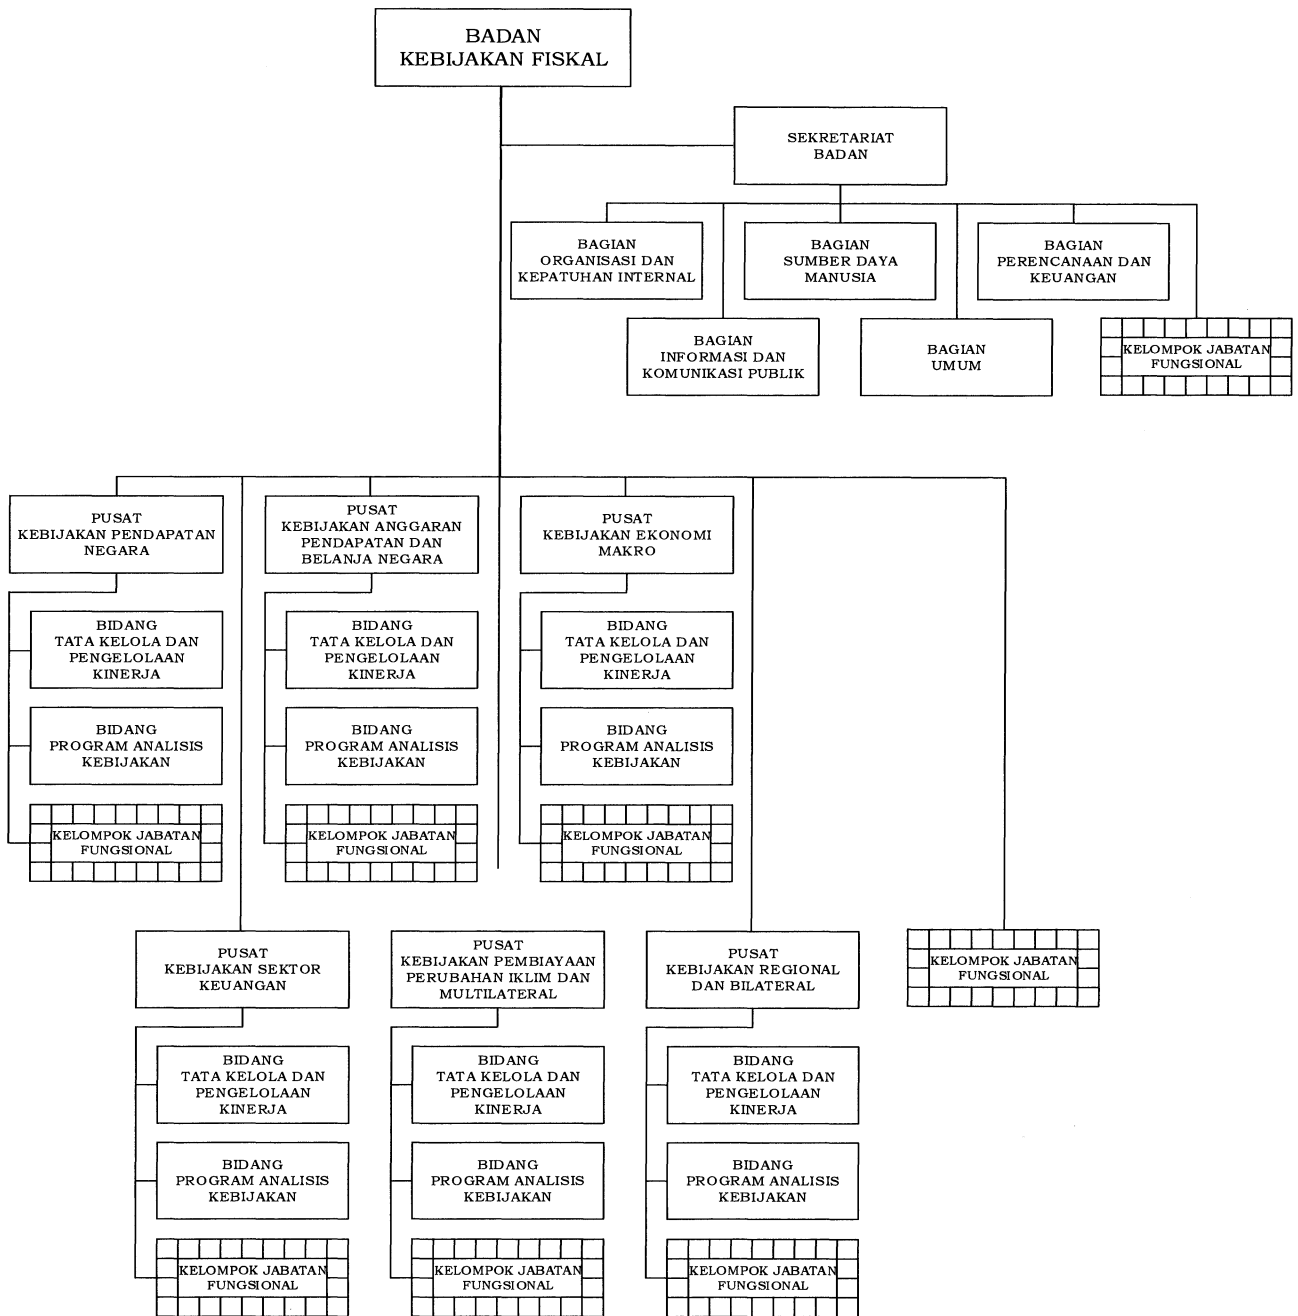 BADAN
KEBIJAKAN FISKAL
SEKRETARIAT
BADAN
BAGIAN
ORGANISASI DAN
KEPATUHAN INTERNAL
BAGIAN
SUMBER DAYA
MANUSIA
BAGIAN
PERENCANAAN DAN
KEUANGAN
BAGIAN
INFORMASI DAN
KOMUNIKASI PUBLIK
BAGIAN
UMUM
KELOMPOK JABATAN
FUNGSIONAL
PUSAT
KEBIJAKAN PENDAPATAN
NEGARA
BIDANG
TATA KELOLA DAN
PENGELOLAAN
KINERJA
BIDANG
PROGRAM ANALISIS
KEBIJAKAN
KELOMPOK JABATAN
FUNGSIONAL
PUSAT
KEBIJAKAN ANGGARAN
PENDAPATAN DAN
BELANJA NEGARA
BIDANG
TATA KELOLA DAN
PENGELOLAAN
KINERJA
BIDANG
PROGRAM ANALISIS
KEBIJAKAN
KELOMPOK JABATAN
FUNGSIONAL
PUSAT
KEBIJAKAN EKONOMI
MAKRO
BIDANG
TATA KELOLA DAN
PENGELOLAAN
KINERJA
BIDANG
PROGRAM ANALISIS
KEBIJAKAN
KELOMPOK JABATAN
FUNGSIONAL
PUSAT
KEBIJAKAN SEKTOR
KEUANGAN
BIDANG
TATA KELOLA DAN
PENGELOLAAN
KINERJA
BIDANG
PROGRAM ANALISIS
KEBIJAKAN
KELOMPOK JABATAN
FUNGSIONAL
PUSAT
KEBIJAKAN PEMBIAYAAN
PERUBAHAN IKLIM DAN
MULTILATERAL
BIDANG
TATA KELOLA DAN
PENGELOLAAN
KINERJA
BIDANG
PROGRAM ANALISIS
KEBIJAKAN
KELOMPOK JABATAN
FUNGSIONAL
PUSAT
KEBIJAKAN REGIONAL
DAN BILATERAL
BIDANG
TATA KELOLA DAN
PENGELOLAAN
KINERJA
BIDANG
PROGRAM ANALISIS
KEBIJAKAN
KELOMPOK JABATAN
FUNGSIONAL
KELOMPOK JABATAN
FUNGSIONAL